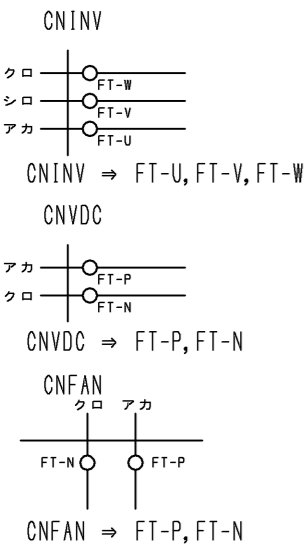 CNINV
クロ
FT-W
シロ
FT-V
アカ
FT-U
CNINV ⇒ FT-U,FT-V,FT-W
CNVDC
アカ
FT-P
クロ
FT-N
CNVDC ⇒ FT-P,FT-N
CNFAN
クロ アカ
FT-N FT-P
CNFAN ⇒ FT-P,FT-N